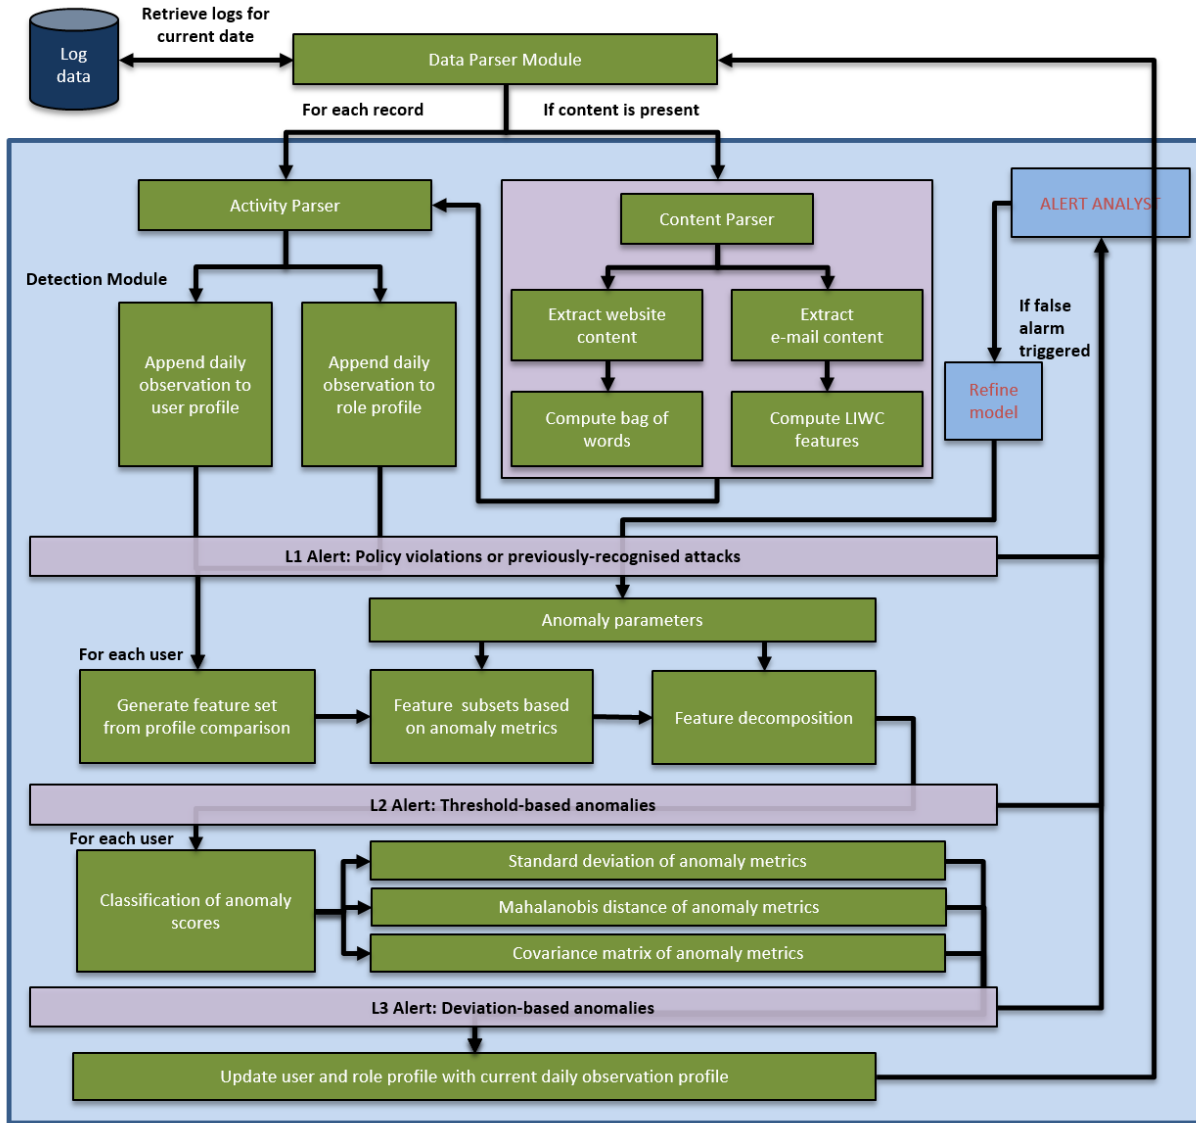 Retrieve logs for
current date
Log
data
Data Parser Module
For each record
If content is present
Activity Parser
Content Parser
ALERT ANALYST
Detection Module
Extract website
content
Extract
e-mail content
If false
alarm
triggered
Append daily
observation to
user profile
Append daily
observation to
role profile
Refine
model
Compute bag of
words
Compute LIWC
features
L1 Alert: Policy violations or previously-recognised attacks
Anomaly parameters
For each user
Generate feature set
from profile comparison
Feature subsets based
on anomaly metrics
Feature decomposition
L2 Alert: Threshold-based anomalies
For each user
Classification of anomaly
scores
Standard deviation of anomaly metrics
Mahalanobis distance of anomaly metrics
Covariance matrix of anomaly metrics
L3 Alert: Deviation-based anomalies
Update user and role profile with current daily observation profile